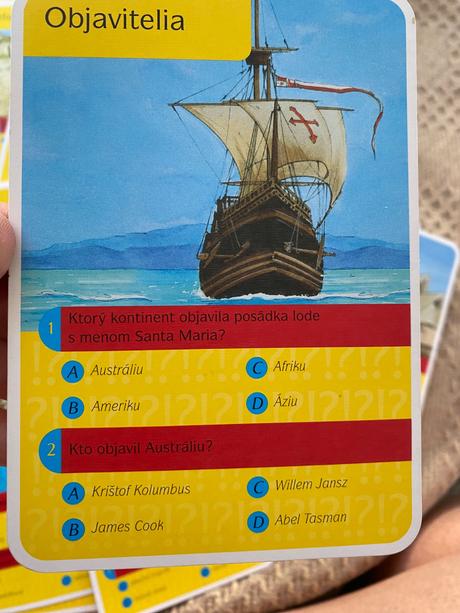 Objavitelia
1 Ktorý kontinent objavila posádka lode
s menom Santa Maria?
A Austráliu
C Afriku
B Ameriku
D Áziu
2 Kto objavil Austráliu?
A Krištof Kolumbus
C Willem Jansz
B James Cook
D Abel Tasman